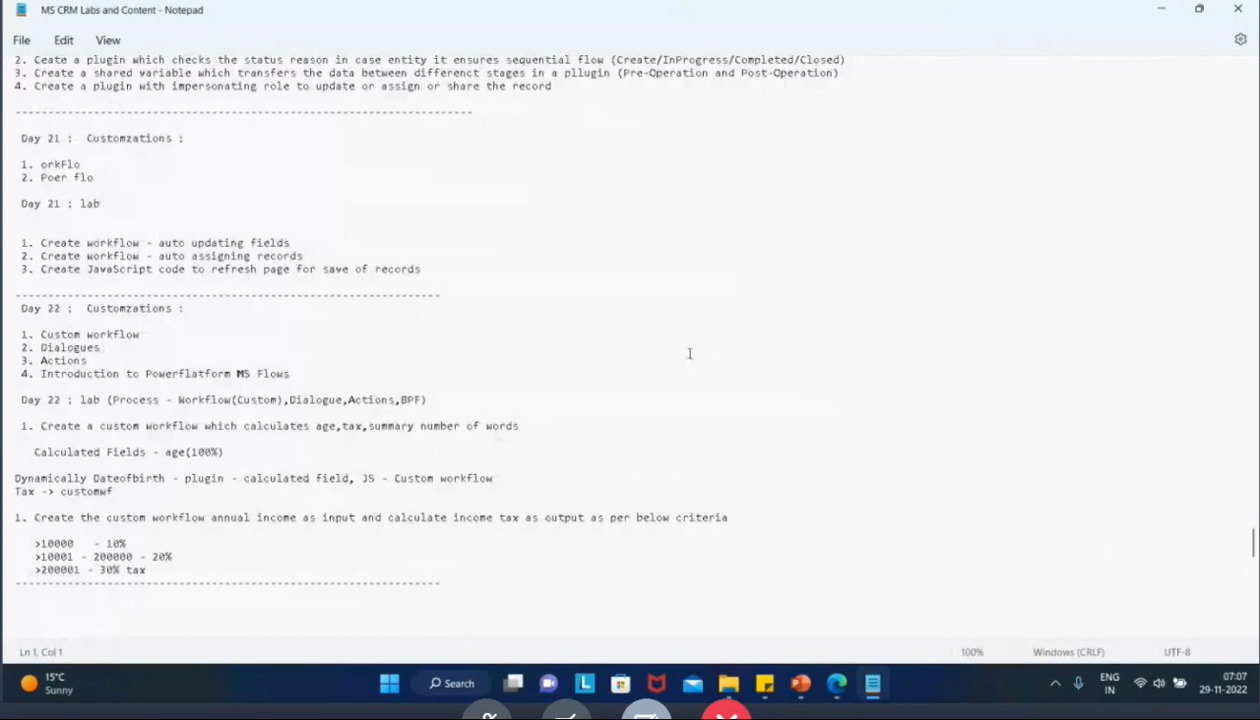 MS CRM Labs and Content - Notepad
File Edit View
2. Ceate a plugin which checks the status reason in case entity it ensures sequential flow (Create/InProgress/Completed/Closed)
3. Create a shared variable which transfers the data between differenct stages in a pllugin (Pre-Operation and Post-Operation)
4. Create a plugin with impersonating role to update or assign or share the record
-----------------------------------------------------------------------
Day 21 : Customzations :
1. orkFlo
2. Poer flo
Day 21 : lab
1. Create workflow - auto updating fields
2. Create workflow - auto assigning records
3. Create JavaScript code to refresh page for save of records
-----------------------------------------------------------------
Day 22 : Customzations :
1. Custom workflow
2. Dialogues
3. Actions
4. Introduction to Powerflatform MS Flows
Day 22 : lab (Process - Workflow(Custom),Dialogue,Actions,BPF)
1. Create a custom workflow which calculates age,tax,summary number of words
Calculated Fields - age(100%)
Dynamically Dateofbirth - plugin - calculated field, JS - Custom workflow
Tax -> customwf
1. Create the custom workflow annual income as input and calculate income tax as output as per below criteria
>10000 - 10%
>10001 - 200000 - 20%
>200001 - 30% tax
-----------------------------------------------------------------
Ln 1, Col 1 100% Windows (CRLF) UTF-8
15°C
Sunny
Search
ENG
IN
07:07
29-11-2022